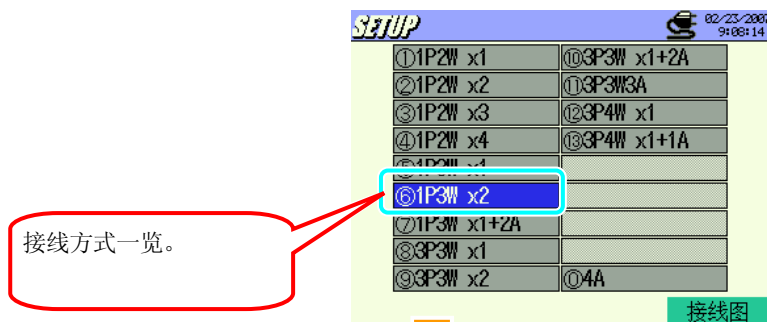 SETUP
02/23/2007
9:08:14
①1P2W x1
②1P2W x2
③1P2W x3
④1P2W x4
⑤1P3W x1
⑥1P3W x2
⑦1P3W x1+2A
⑧3P3W x1
⑨3P3W x2
⑩3P3W x1+2A
⑪3P3W3A
⑫3P4W x1
⑬3P4W x1+1A
⓪4A
接线方式一览。
接线图